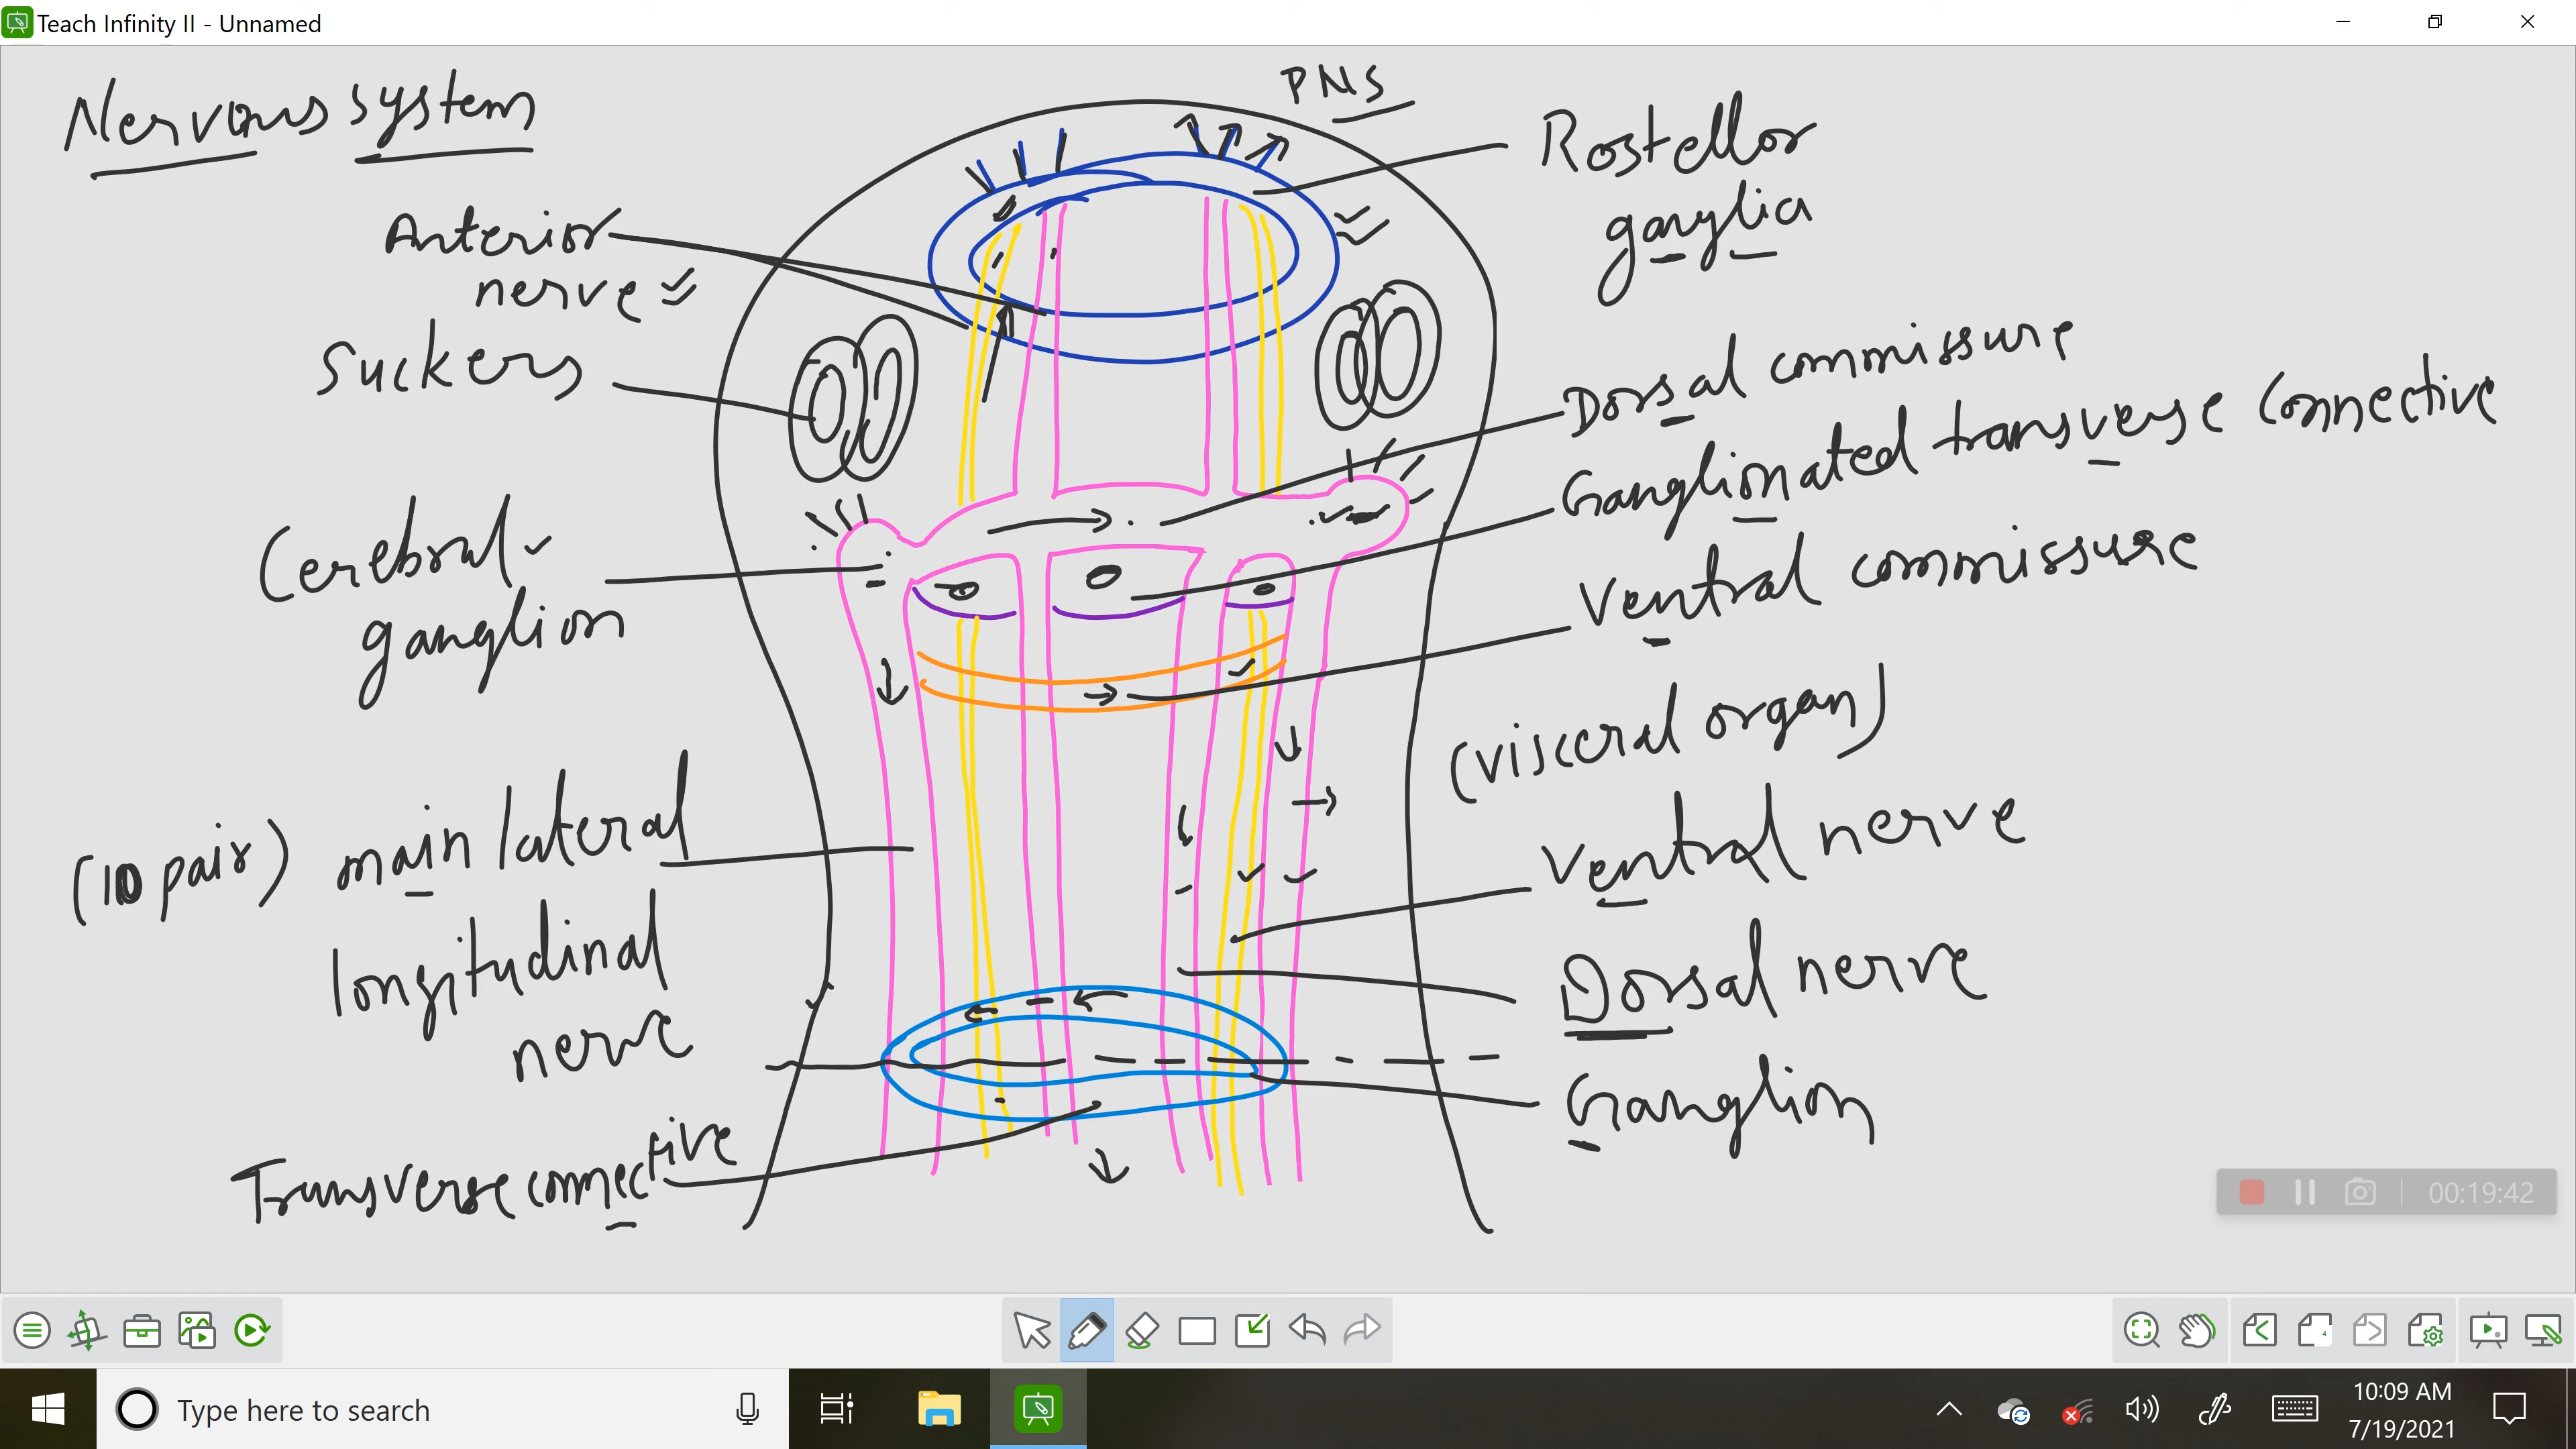 Teach Infinity II - Unnamed
Nervous system
PNS
Rostellor
ganglia
Anterior
nerve
Suckers
Dorsal commissure
Ganglionated transverse connective
Cerebral
ganglion
Ventral commissure
(visceral organ)
(10 pair) main lateral
longitudinal
nerve
Ventral nerve
Dorsal nerve
Ganglion
Transverse connective
00:19:42
4
Type here to search
10:09 AM
7/19/2021